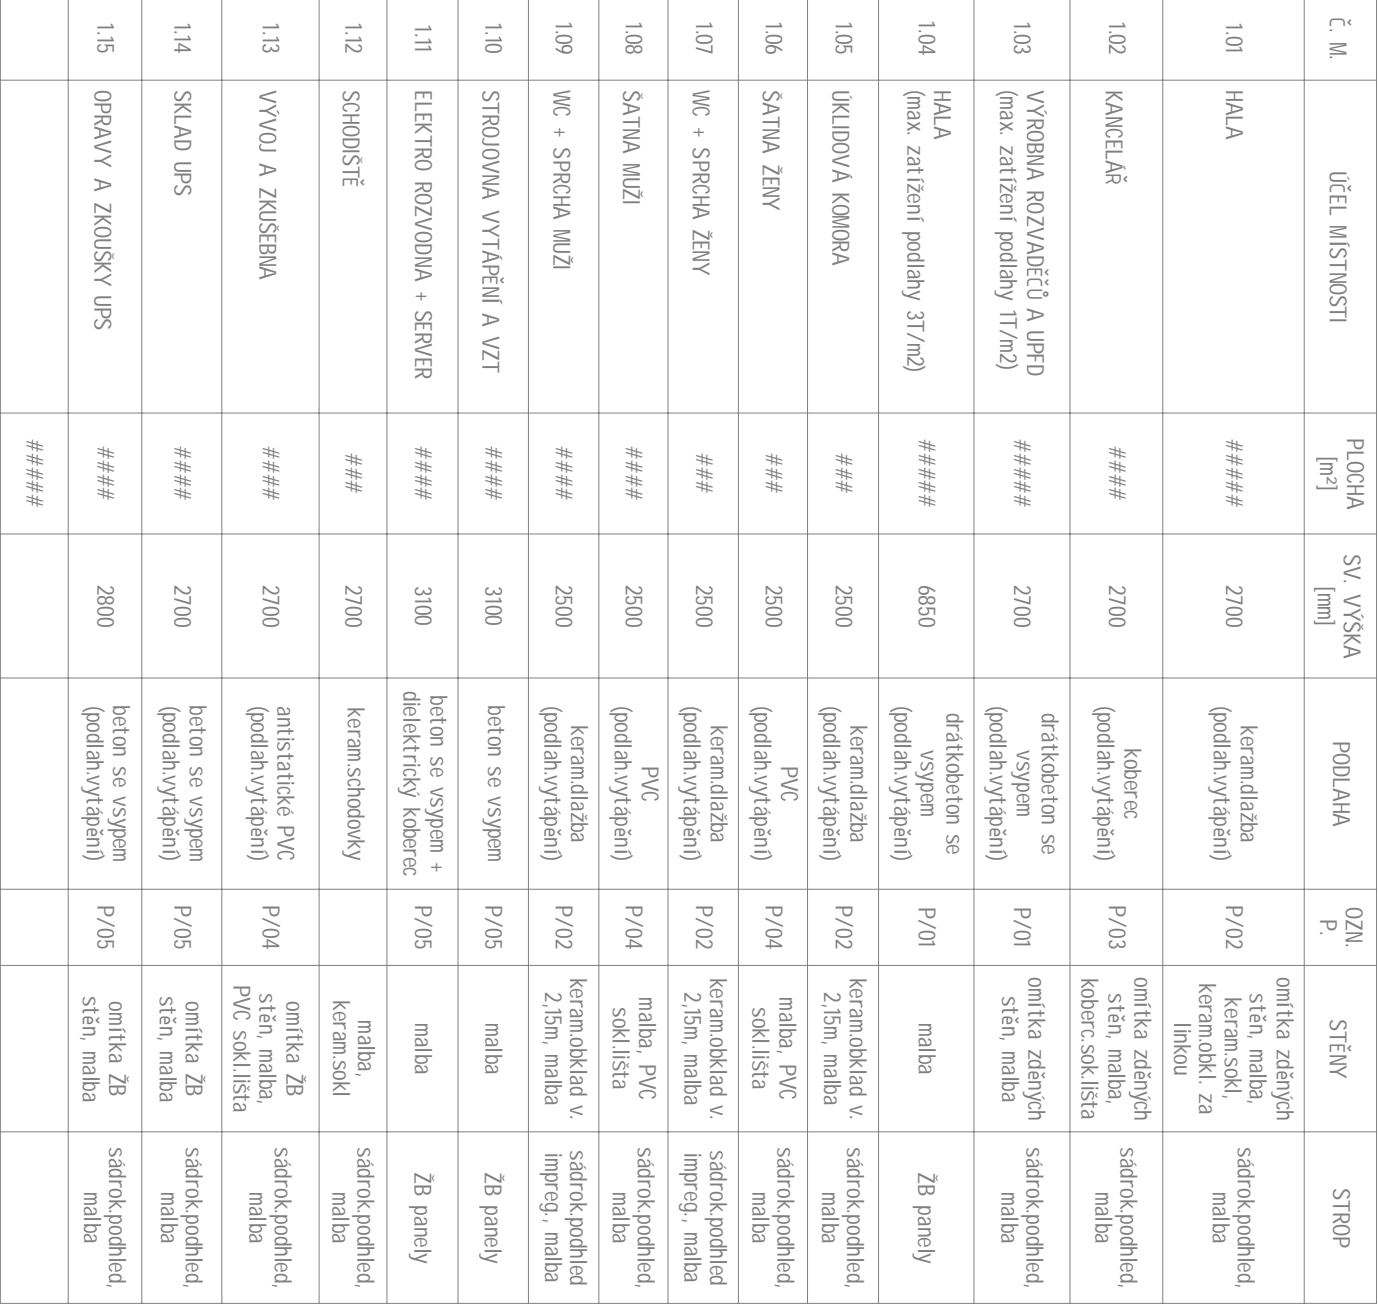 Č. M.
ÚČEL MÍSTNOSTI
PLOCHA
[m²]
SV. VÝŠKA
[mm]
PODLAHA
OZN.
P.
STĚNY
STROP
1.01
HALA
#####
2700
keram.dlažba
(podlah.vytápění)
P/02
omítka zděných
stěn, malba,
keram.sokl,
keram.obkl. za
linkou
sádrok.podhled,
malba
1.02
KANCELÁŘ
####
2700
koberec
(podlah.vytápění)
P/03
omítka zděných
stěn, malba,
koberc.sok.lišta
sádrok.podhled,
malba
1.03
VÝROBNA ROZVADĚČŮ A UPFD
(max. zatížení podlahy 1T/m2)
#####
2700
drátkobeton se
vsypem
(podlah.vytápění)
P/01
omítka zděných
stěn, malba
sádrok.podhled,
malba
1.04
HALA
(max. zatížení podlahy 3T/m2)
#####
6850
drátkobeton se
vsypem
(podlah.vytápění)
P/01
malba
ŽB panely
1.05
ÚKLIDOVÁ KOMORA
###
2500
keram.dlažba
(podlah.vytápění)
P/02
keram.obklad v.
2,15m, malba
sádrok.podhled,
malba
1.06
ŠATNA ŽENY
###
2500
PVC
(podlah.vytápění)
P/04
malba, PVC
sokl.lišta
sádrok.podhled,
malba
1.07
WC + SPRCHA ŽENY
###
2500
keram.dlažba
(podlah.vytápění)
P/02
keram.obklad v.
2,15m, malba
sádrok.podhled
impreg., malba
1.08
ŠATNA MUŽI
####
2500
PVC
(podlah.vytápění)
P/04
malba, PVC
sokl.lišta
sádrok.podhled,
malba
1.09
WC + SPRCHA MUŽI
####
2500
keram.dlažba
(podlah.vytápění)
P/02
keram.obklad v.
2,15m, malba
sádrok.podhled
impreg., malba
1.10
STROJOVNA VYTÁPĚNÍ A VZT
####
3100
beton se vsypem
P/05
malba
ŽB panely
1.11
ELEKTRO ROZVODNA + SERVER
####
3100
beton se vsypem +
dielektrický koberec
P/05
malba
ŽB panely
1.12
SCHODIŠTĚ
###
2700
keram.schodovky
malba,
keram.sokl
sádrok.podhled,
malba
1.13
VÝVOJ A ZKUŠEBNA
####
2700
antistatické PVC
(podlah.vytápění)
P/04
omítka ŽB
stěn, malba,
PVC sokl.lišta
sádrok.podhled,
malba
1.14
SKLAD UPS
####
2700
beton se vsypem
(podlah.vytápění)
P/05
omítka ŽB
stěn, malba
sádrok.podhled,
malba
1.15
OPRAVY A ZKOUŠKY UPS
####
2800
beton se vsypem
(podlah.vytápění)
P/05
omítka ŽB
stěn, malba
sádrok.podhled,
malba
#####